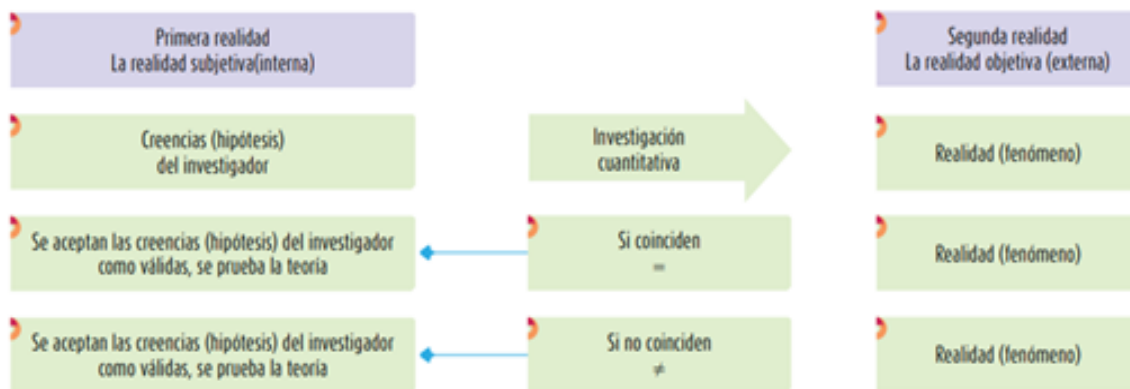 Primera realidad
La realidad subjetiva(interna)
Segunda realidad
La realidad objetiva (externa)
Creencias (hipótesis)
del investigador
Investigación
cuantitativa
Realidad (fenómeno)
Se aceptan las creencias (hipótesis) del investigador
como válidas, se prueba la teoría
Si coinciden
=
Realidad (fenómeno)
Se aceptan las creencias (hipótesis) del investigador
como válidas, se prueba la teoría
Si no coinciden
≠
Realidad (fenómeno)